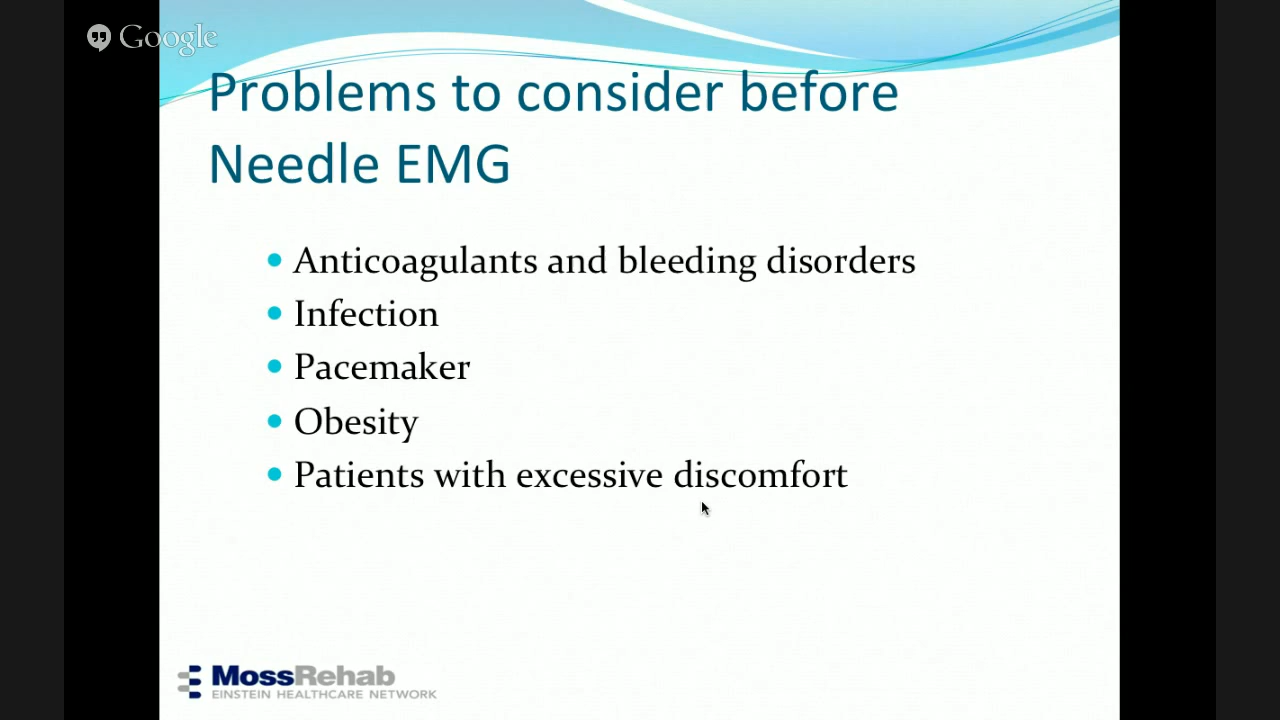 Google
Problems to consider before
Needle EMG
• Anticoagulants and bleeding disorders
• Infection
• Pacemaker
• Obesity
• Patients with excessive discomfort
MossRehab
EINSTEIN HEALTHCARE NETWORK